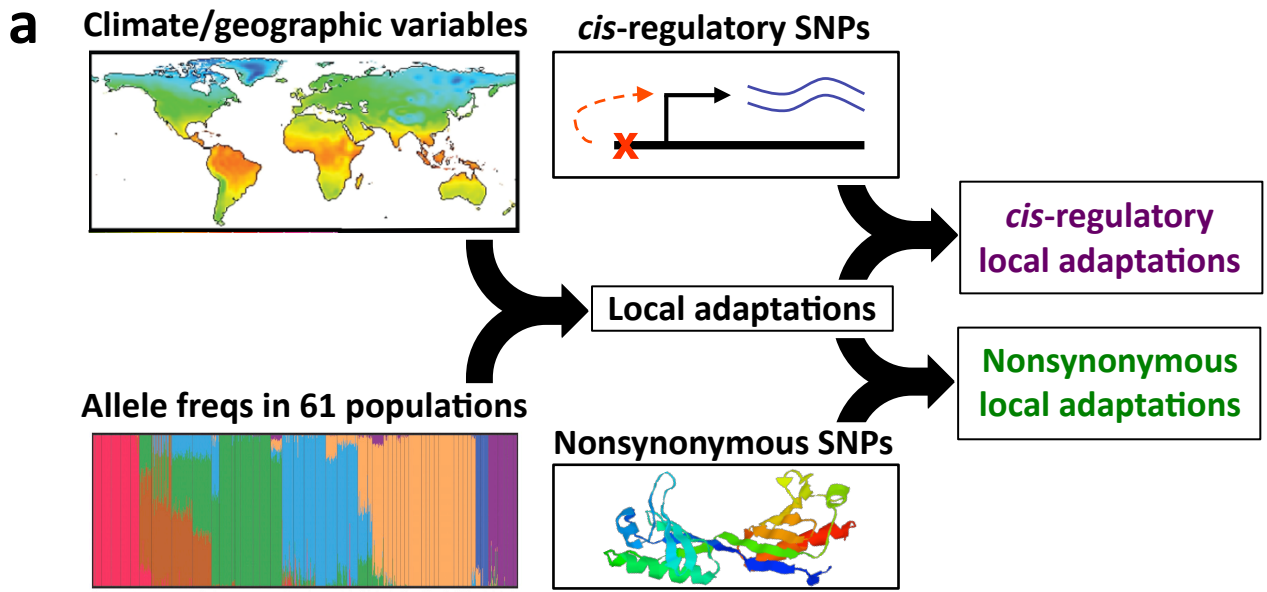 a
Climate/geographic variables
cis-regulatory SNPs
X
cis-regulatory
local adaptations
Local adaptations
Nonsynonymous
local adaptations
Allele freqs in 61 populations
Nonsynonymous SNPs